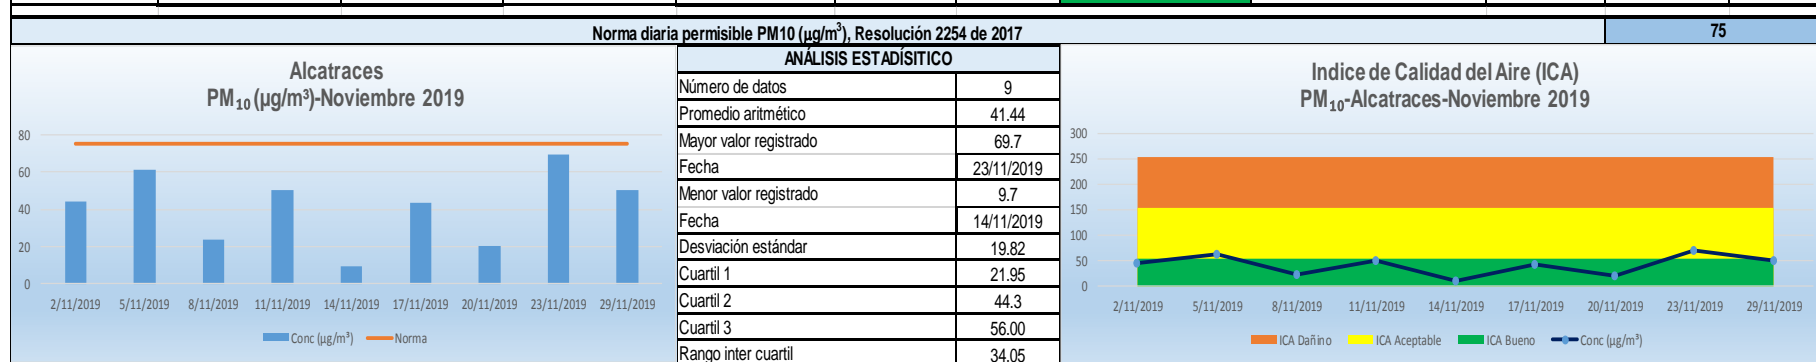 Norma diaria permisible PM10 (µg/m³), Resolución 2254 de 2017 75
Alcatraces
PM₁₀ (µg/m³)-Noviembre 2019
80
60
40
20
0
2/11/2019 5/11/2019 8/11/2019 11/11/2019 14/11/2019 17/11/2019 20/11/2019 23/11/2019 29/11/2019
Conc (µg/m³) Norma
ANÁLISIS ESTADÍSITICO
Número de datos 9
Promedio aritmético 41.44
Mayor valor registrado 69.7
Fecha 23/11/2019
Menor valor registrado 9.7
Fecha 14/11/2019
Desviación estándar 19.82
Cuartil 1 21.95
Cuartil 2 44.3
Cuartil 3 56.00
Rango inter cuartil 34.05
Indice de Calidad del Aire (ICA)
PM₁₀-Alcatraces-Noviembre 2019
300
250
200
150
100
50
0
2/11/2019 5/11/2019 8/11/2019 11/11/2019 14/11/2019 17/11/2019 20/11/2019 23/11/2019 29/11/2019
ICA Dañino ICA Aceptable ICA Bueno Conc (µg/m³)